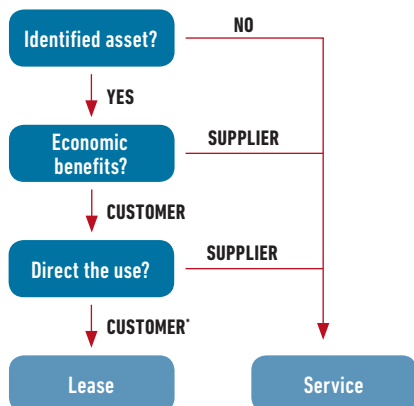 Identified asset?
NO
YES
Economic
benefits?
SUPPLIER
CUSTOMER
Direct the use?
SUPPLIER
CUSTOMER*
Lease
Service